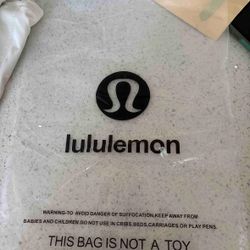 lululemon
WARNING-TO AVOID DANGER OF SUFFOCATION,KEEP AWAY FROM
BABIES AND CHILDREN.DO NOT USE IN CRIBS,BEDS,CARRIAGES OR PLAY PENS.
THIS BAG IS NOT A TOY